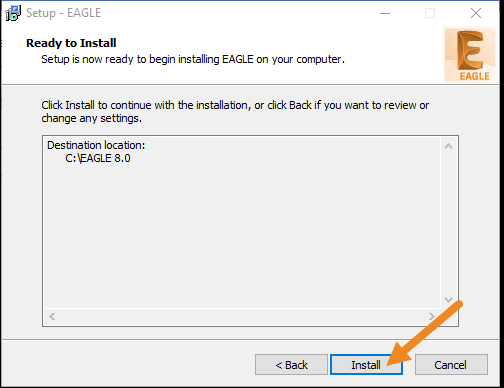 Setup - EAGLE
Ready to Install
Setup is now ready to begin installing EAGLE on your computer.
EAGLE
Click Install to continue with the installation, or click Back if you want to review or
change any settings.
Destination location:
C:\EAGLE 8.0
< Back
Install
Cancel